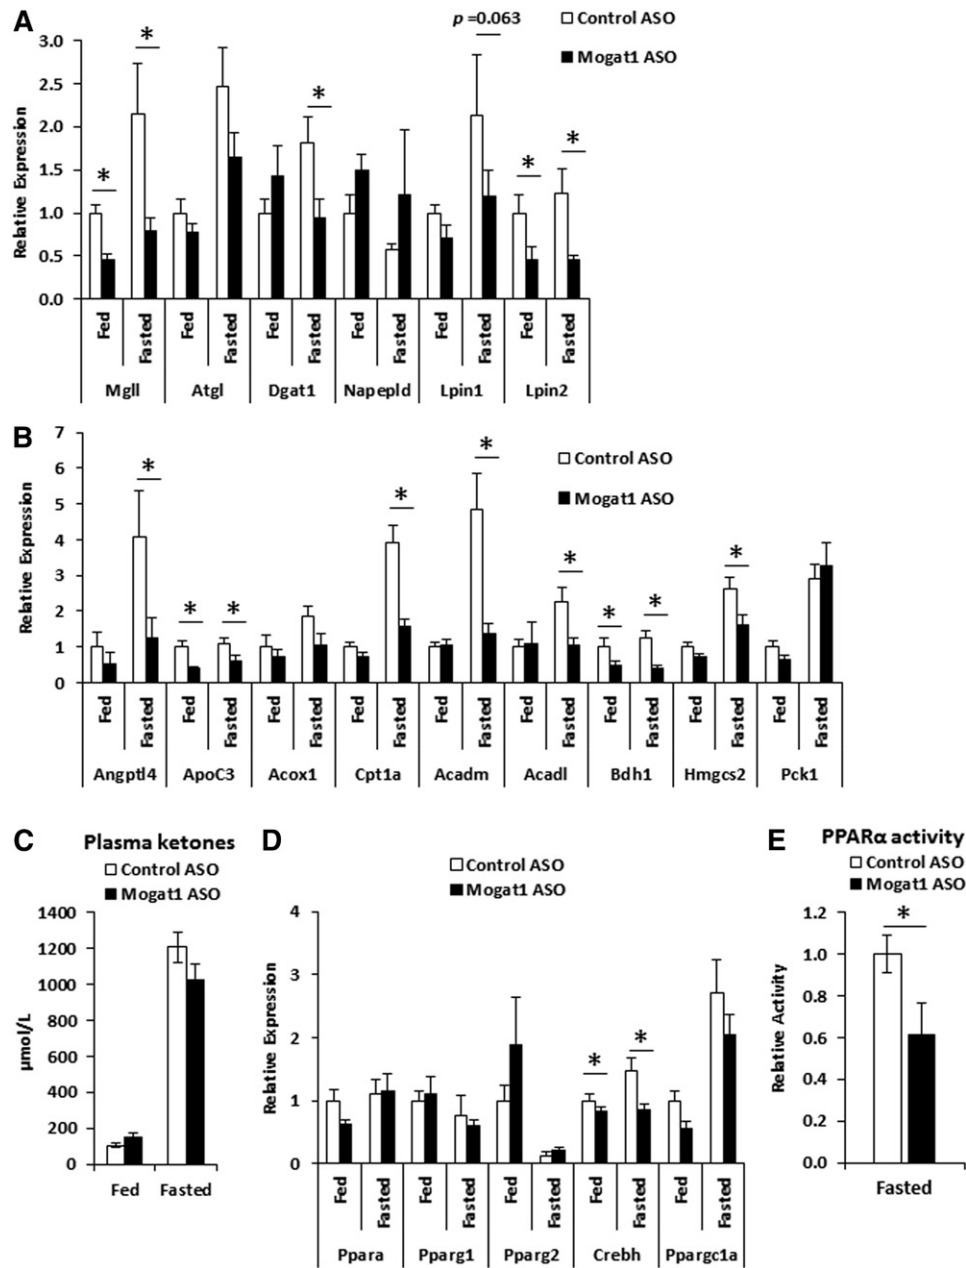 A
p =0.063
Control ASO
Mogat1 ASO
Relative Expression
3.0
2.5
2.0
1.5
1.0
0.5
0.0
* * * * *
Fed Fasted Fed Fasted Fed Fasted Fed Fasted Fed Fasted Fed Fasted
Mgll Atgl Dgat1 Napepld Lpin1 Lpin2
B
Control ASO
Mogat1 ASO
Relative Expression
7
6
5
4
3
2
1
0
* * * * * * * * *
Fed Fasted Fed Fasted Fed Fasted Fed Fasted Fed Fasted Fed Fasted Fed Fasted Fed Fasted Fed Fasted
Angptl4 ApoC3 Acox1 Cpt1a Acadm Acadl Bdh1 Hmgcs2 Pck1
C Plasma ketones
Control ASO
Mogat1 ASO
µmol/L
1400
1200
1000
800
600
400
200
0
Fed Fasted
D
Control ASO
Mogat1 ASO
Relative Expression
4
3
2
1
0
* *
Fed Fasted Fed Fasted Fed Fasted Fed Fasted Fed Fasted
Ppara Pparg1 Pparg2 Crebh Ppargc1a
E PPARα activity
Control ASO
Mogat1 ASO
Relative Activity
1.2
1.0
0.8
0.6
0.4
0.2
0.0
*
Fasted